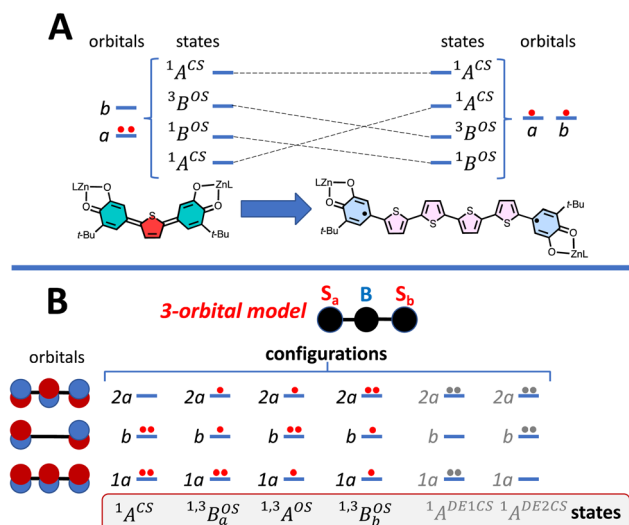 A
orbitals states states orbitals
¹A^CS ¹A^CS
b ³B^OS ¹A^CS
a ¹B^OS ³B^OS a b
¹A^CS ¹B^OS
LZn O O O O ZnL
S
t-Bu t-Bu
LZn O O t-Bu S S S S t-Bu O O ZnL
B
3-orbital model
S_a B S_b
orbitals
configurations
2a 2a 2a 2a 2a 2a
b b b b b b
1a 1a 1a 1a 1a 1a
¹A^CS ¹,³B_a^OS ¹,³A^OS ¹,³B_b^OS ¹A^DE1CS ¹A^DE2CS states